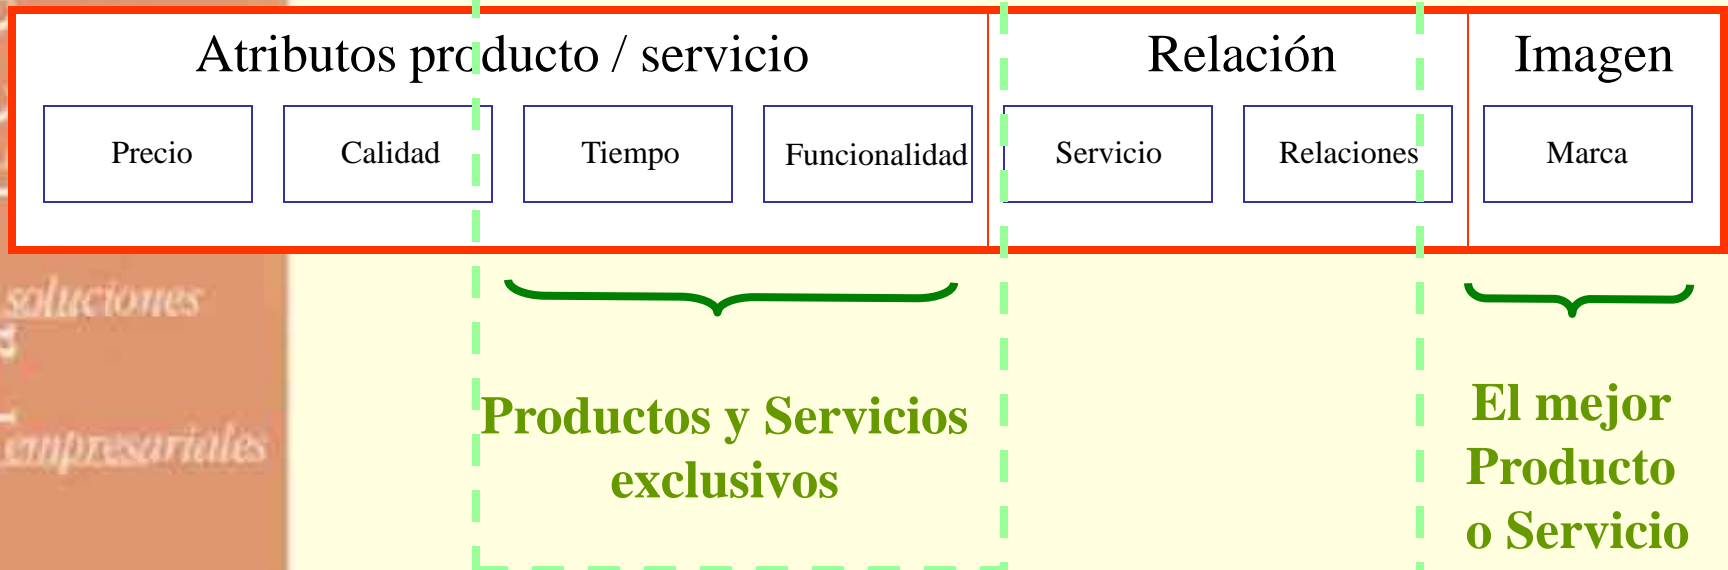 Atributos producto / servicio
Relación
Imagen
Precio
Calidad
Tiempo
Funcionalidad
Servicio
Relaciones
Marca
soluciones
empresariales
Productos y Servicios
exclusivos
El mejor
Producto
o Servicio